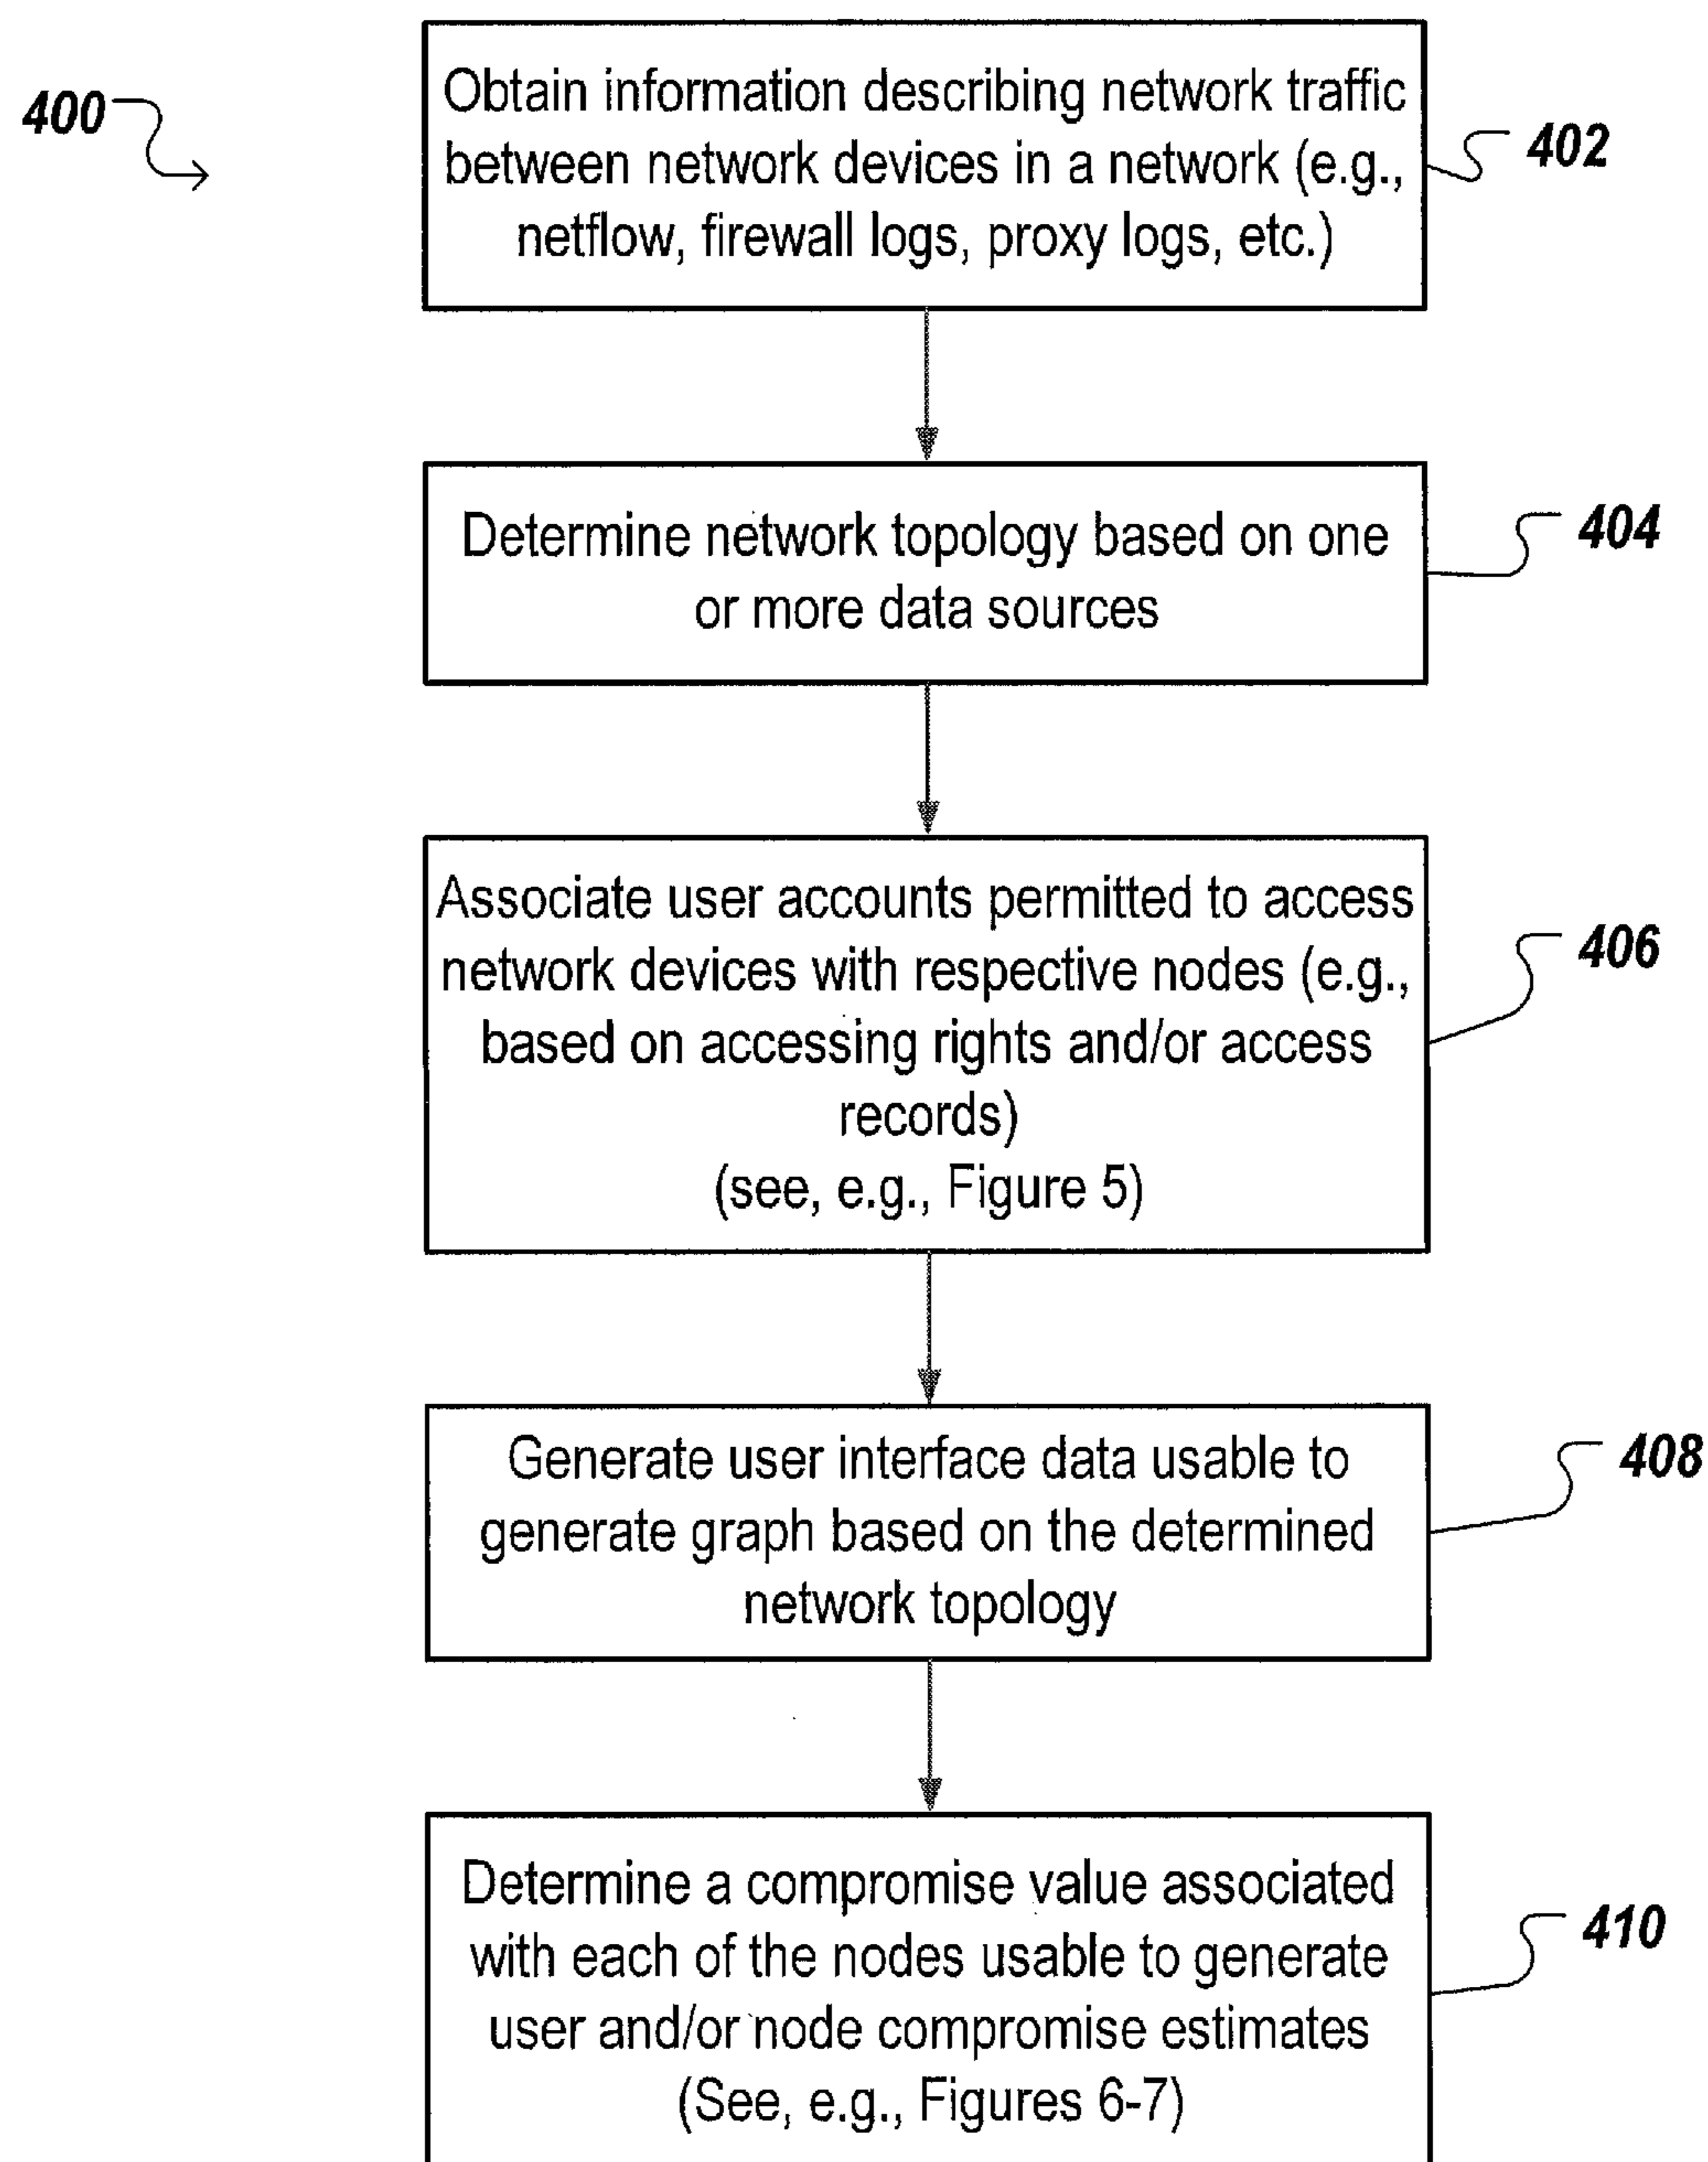 400
Obtain information describing network traffic
between network devices in a network (e.g.,
netflow, firewall logs, proxy logs, etc.)
402
Determine network topology based on one
or more data sources
404
Associate user accounts permitted to access
network devices with respective nodes (e.g.,
based on accessing rights and/or access
records)
(see, e.g., Figure 5)
406
Generate user interface data usable to
generate graph based on the determined
network topology
408
Determine a compromise value associated
with each of the nodes usable to generate
user and/or node compromise estimates
(See, e.g., Figures 6-7)
410